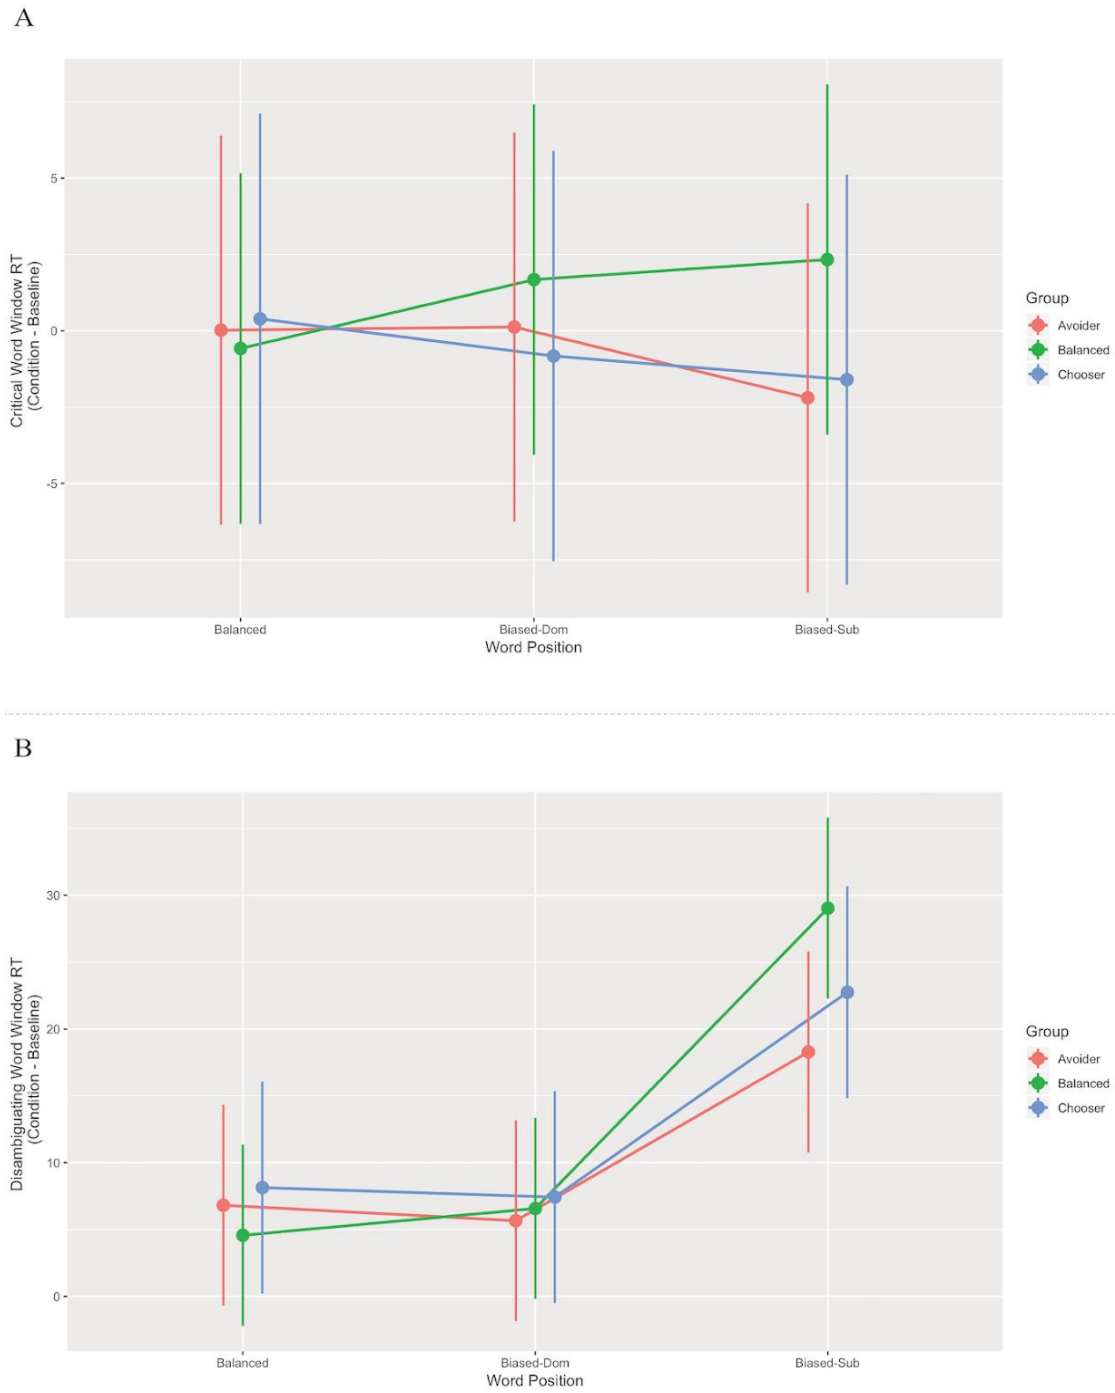 A
Critical Word Window RT
(Condition - Baseline)
5
0
-5
Balanced
Biased-Dom
Biased-Sub
Word Position
Group
Avoider
Balanced
Chooser
B
Disambiguating Word Window RT
(Condition - Baseline)
30
20
10
0
Balanced
Biased-Dom
Biased-Sub
Word Position
Group
Avoider
Balanced
Chooser